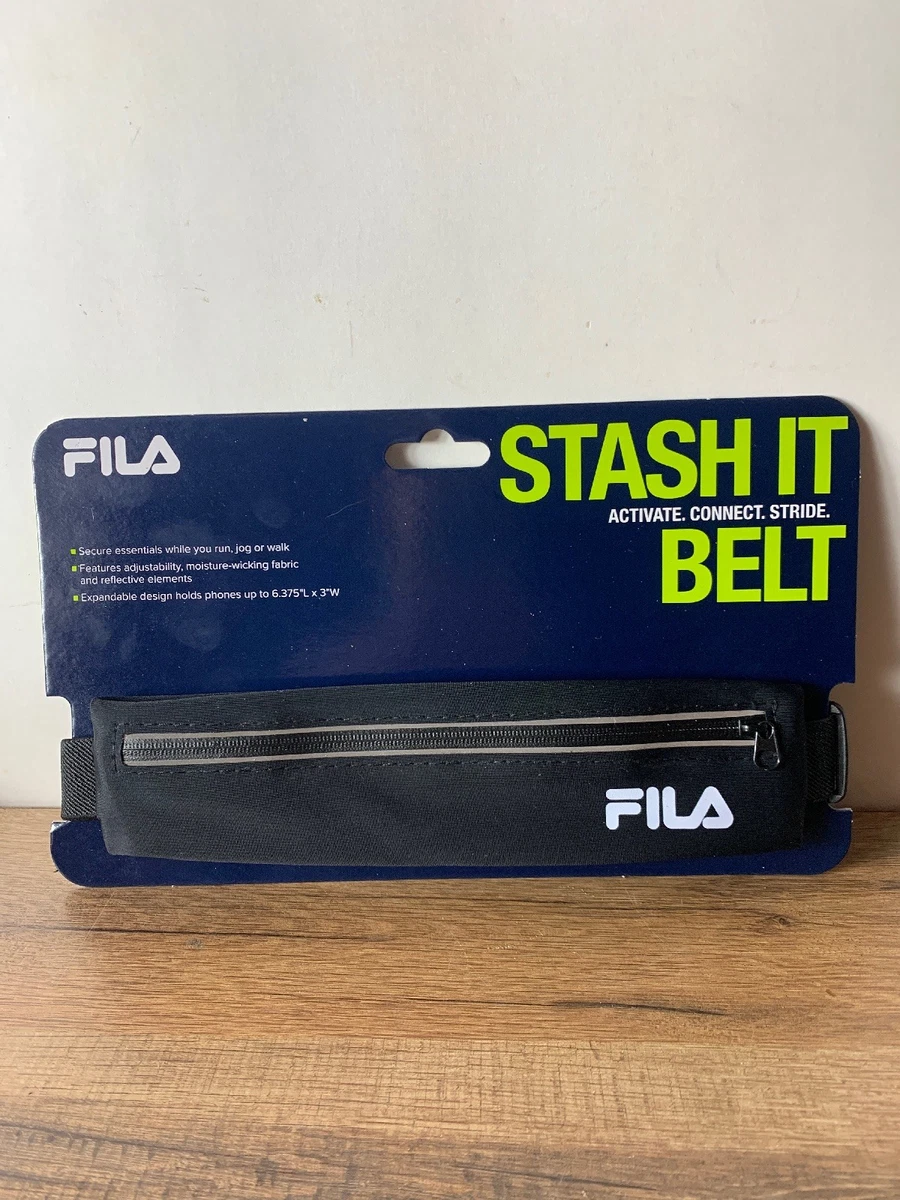 FILA
STASH IT
ACTIVATE. CONNECT. STRIDE.
BELT
Secure essentials while you run, jog or walk
Features adjustability, moisture-wicking fabric
and reflective elements
Expandable design holds phones up to 6.375"L x 3"W
FILA